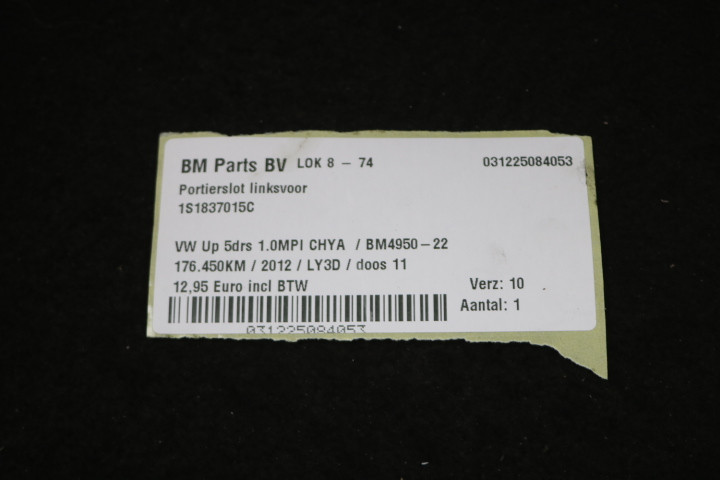 BM Parts BV LOK 8 - 74 031225084053
Portierslot linksvoor
1S1837015C
VW Up 5drs 1.0MPI CHYA / BM4950-22
176.450KM / 2012 / LY3D / doos 11
12,95 Euro incl BTW Verz: 10
Aantal: 1
031225084053